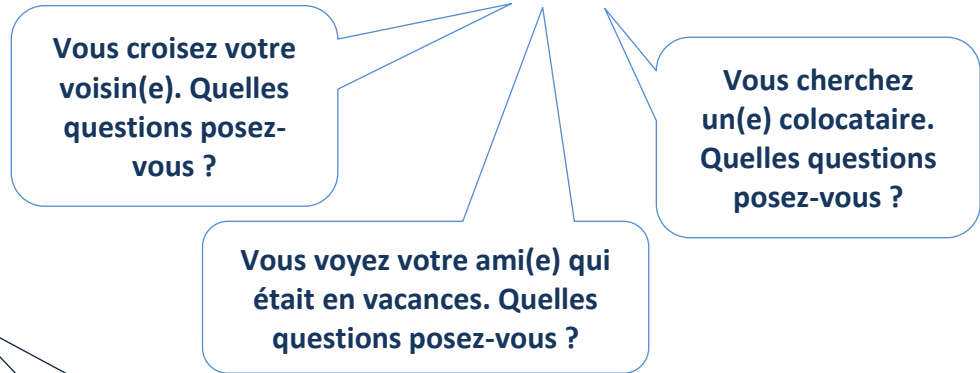 Vous croisez votre
voisin(e). Quelles
questions posez-
vous ?
Vous cherchez
un(e) colocataire.
Quelles questions
posez-vous ?
Vous voyez votre ami(e) qui
était en vacances. Quelles
questions posez-vous ?